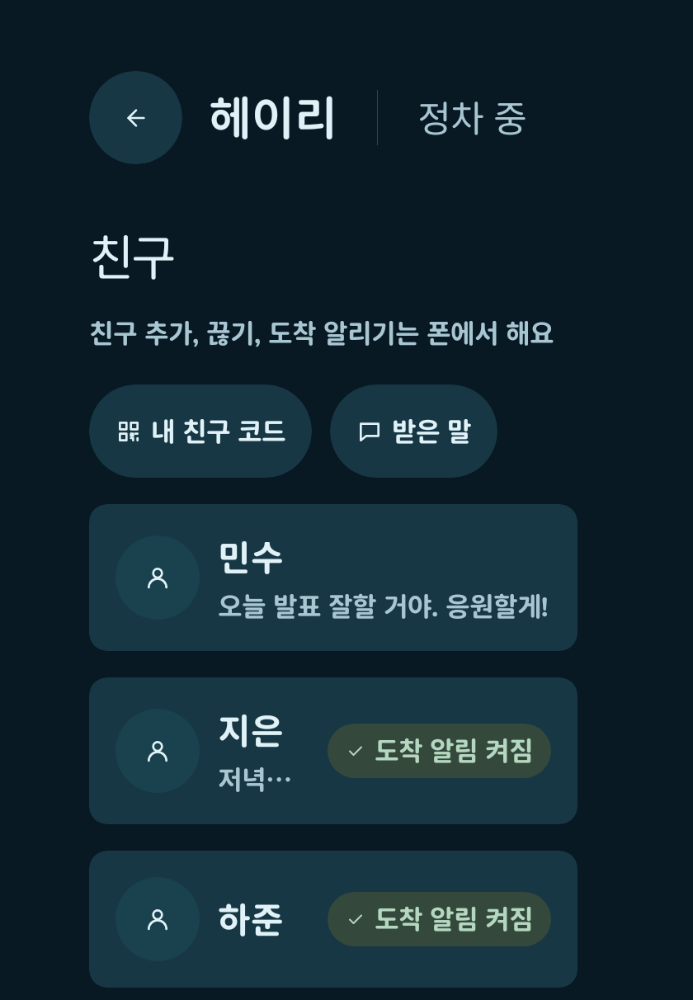 헤이리 정차 중
친구
친구 추가, 끊기, 도착 알리기는 폰에서 해요
내 친구 코드 받은 말
민수
오늘 발표 잘할 거야. 응원할게!
지은
저녁… 도착 알림 켜짐
하준 도착 알림 켜짐